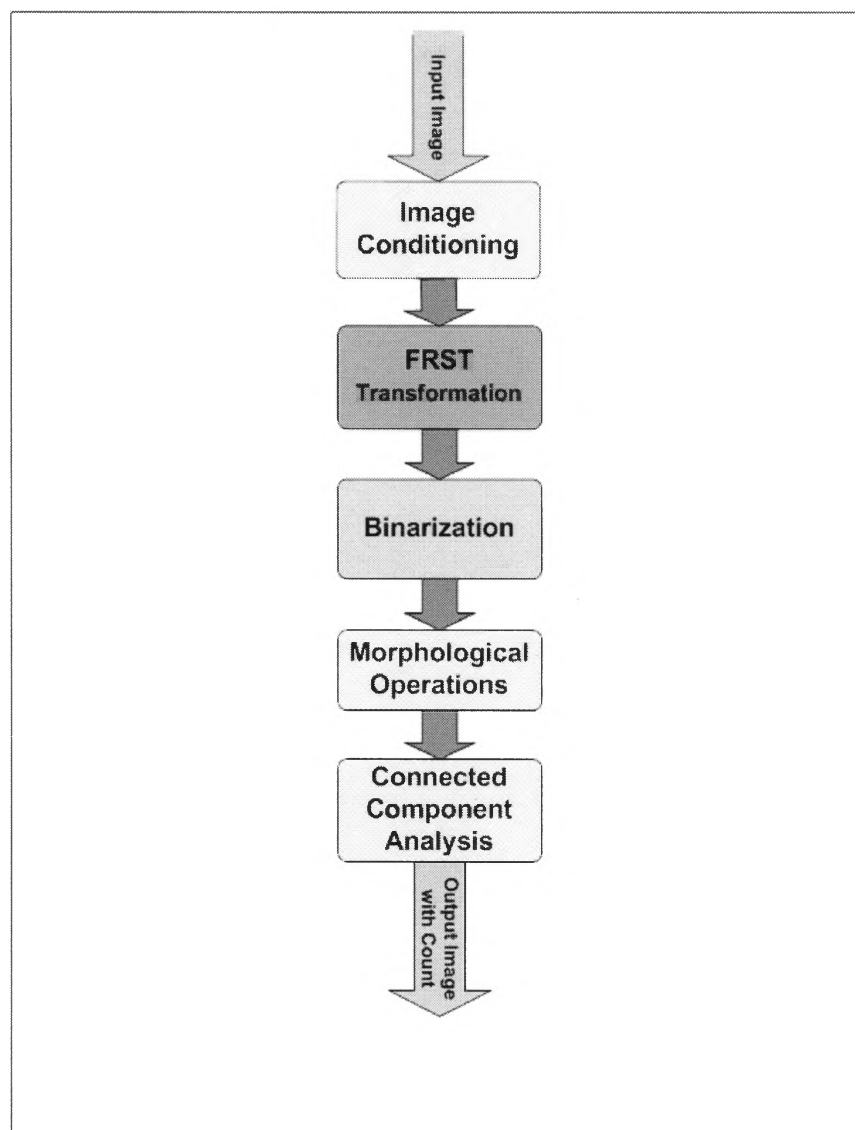 Input Image
Image
Conditioning
FRST
Transformation
Binarization
Morphological
Operations
Connected
Component
Analysis
Output Image
with Count